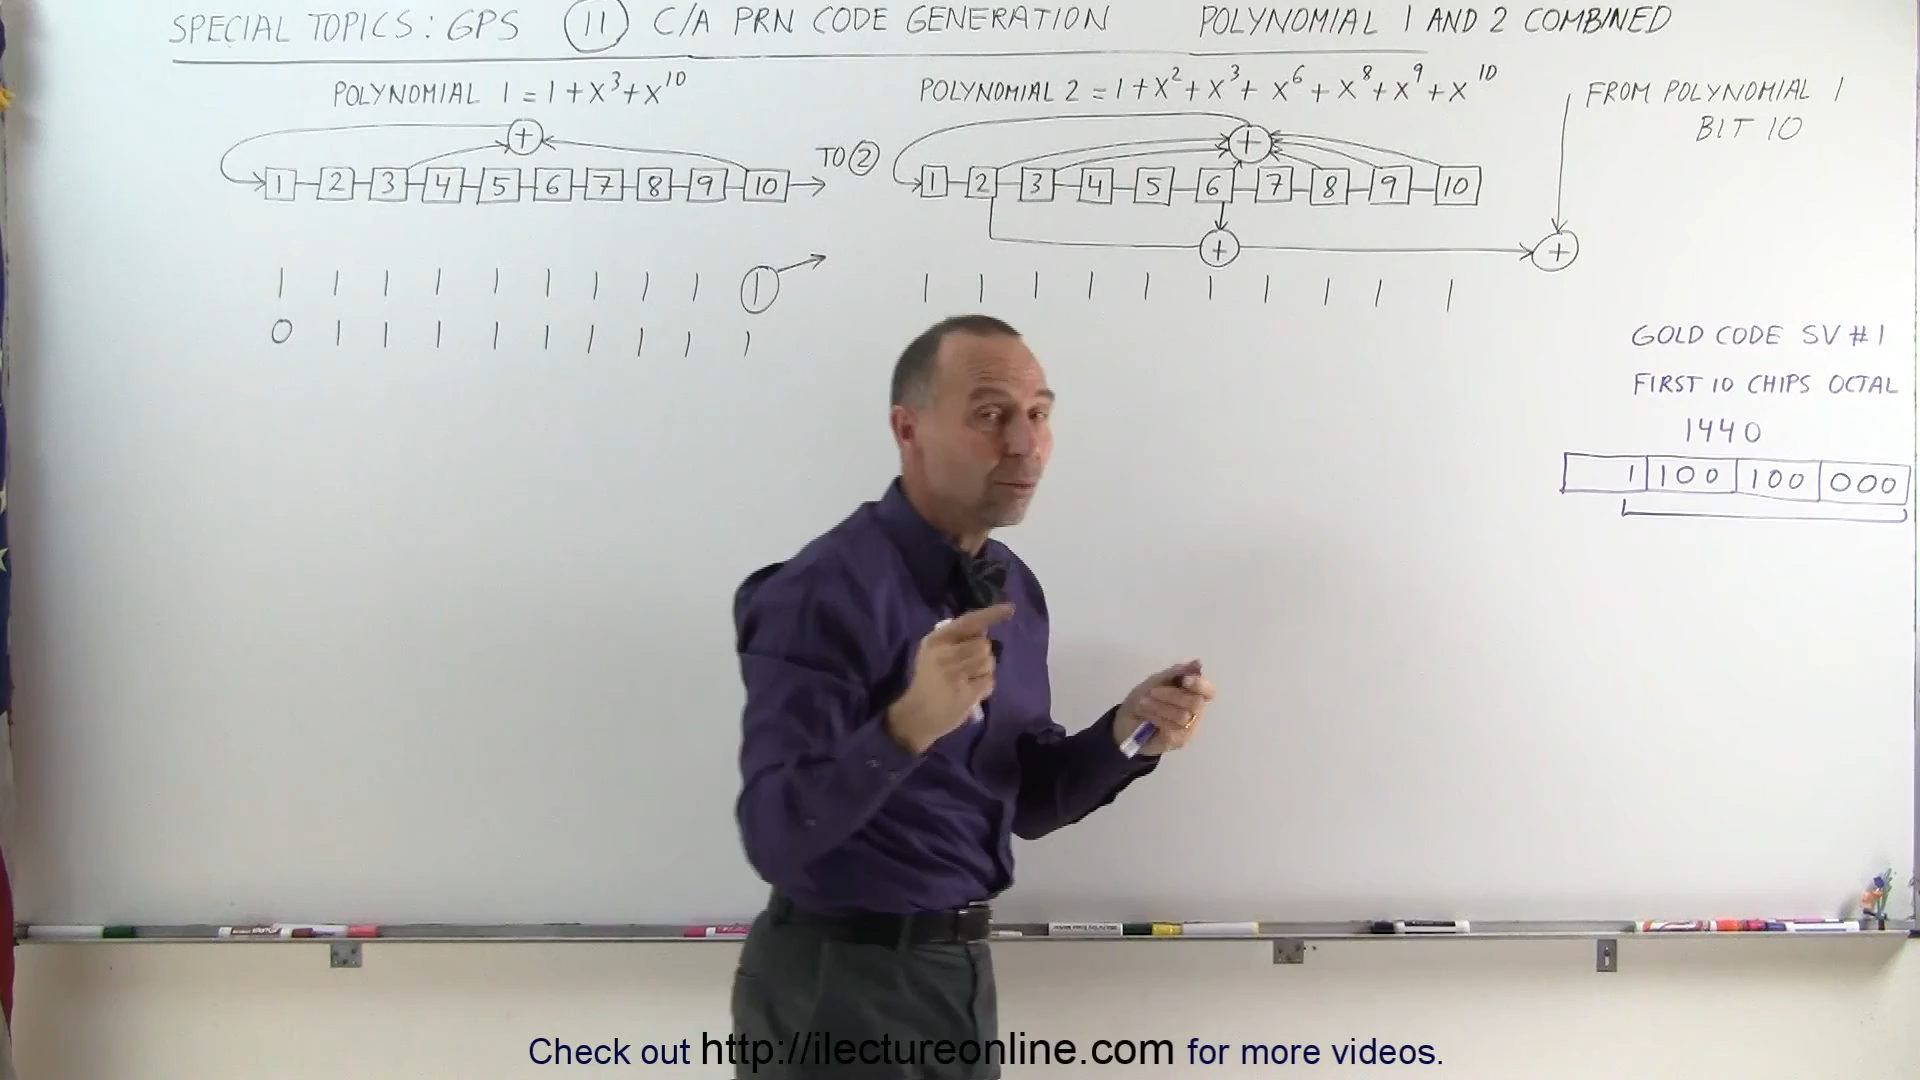 SPECIAL TOPICS: GPS (11) C/A PRN CODE GENERATION POLYNOMIAL 1 AND 2 COMBINED
POLYNOMIAL 1 = 1 + X³ + X¹⁰
POLYNOMIAL 2 = 1 + X² + X³ + X⁶ + X⁸ + X⁹ + X¹⁰
FROM POLYNOMIAL 1
BIT 10
+
+
TO ②
1 2 3 4 5 6 7 8 9 10
1 2 3 4 5 6 7 8 9 10
+
+
1 1 1 1 1 1 1 1 1 1
1 1 1 1 1 1 1 1 1 1
0 1 1 1 1 1 1 1 1 1
GOLD CODE SV #1
FIRST 10 CHIPS OCTAL
1440
1 100 100 000
Check out http://ilectureonline.com for more videos.